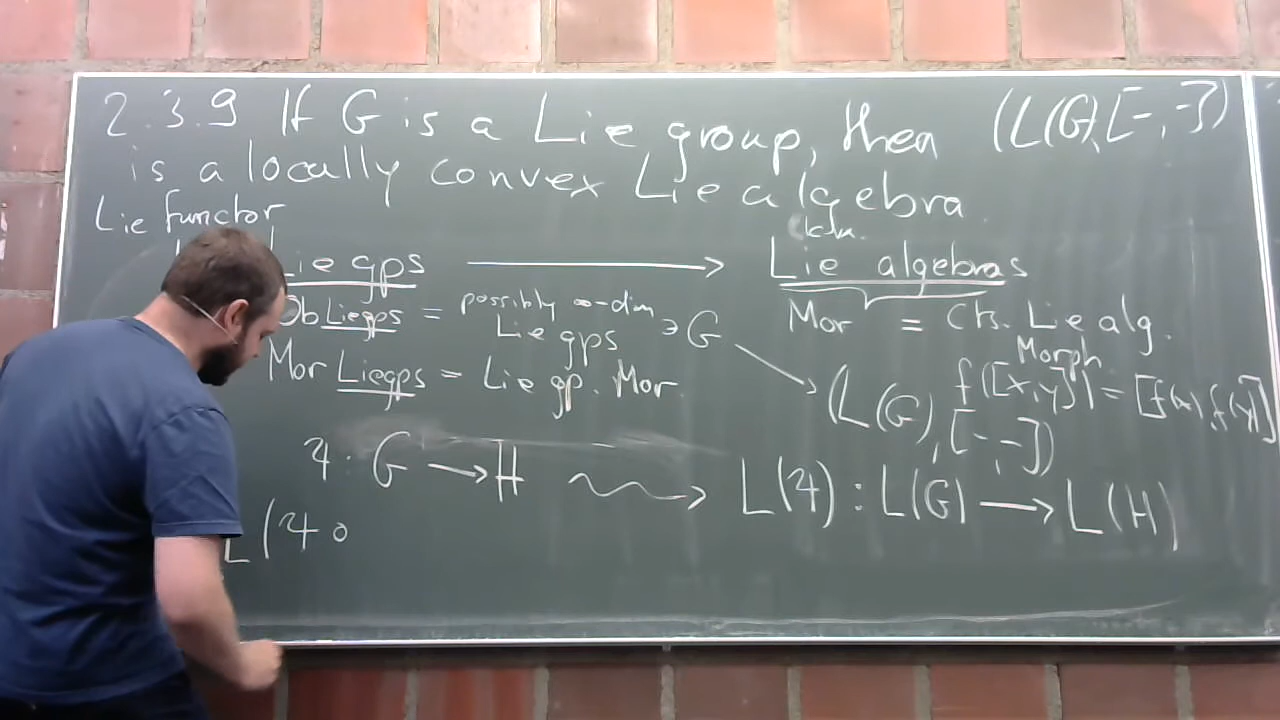 2.3.9 If G is a Lie group, then (L(G),[-,-])
is a locally convex Lie algebra.
Lie functor
Lie gps ⟶ Lie algebras
Ob Liegps = possibly ∞-dim Lie gps ∋ G
Mor = Cts. Lie alg. Morph
Mor Liegps = Lie gp. Mor.
f([x,y]) = [f(x),f(y)]
(L(G),[-,-])
φ: G → H ⇝ L(φ): L(G) → L(H)
L(φ ∘